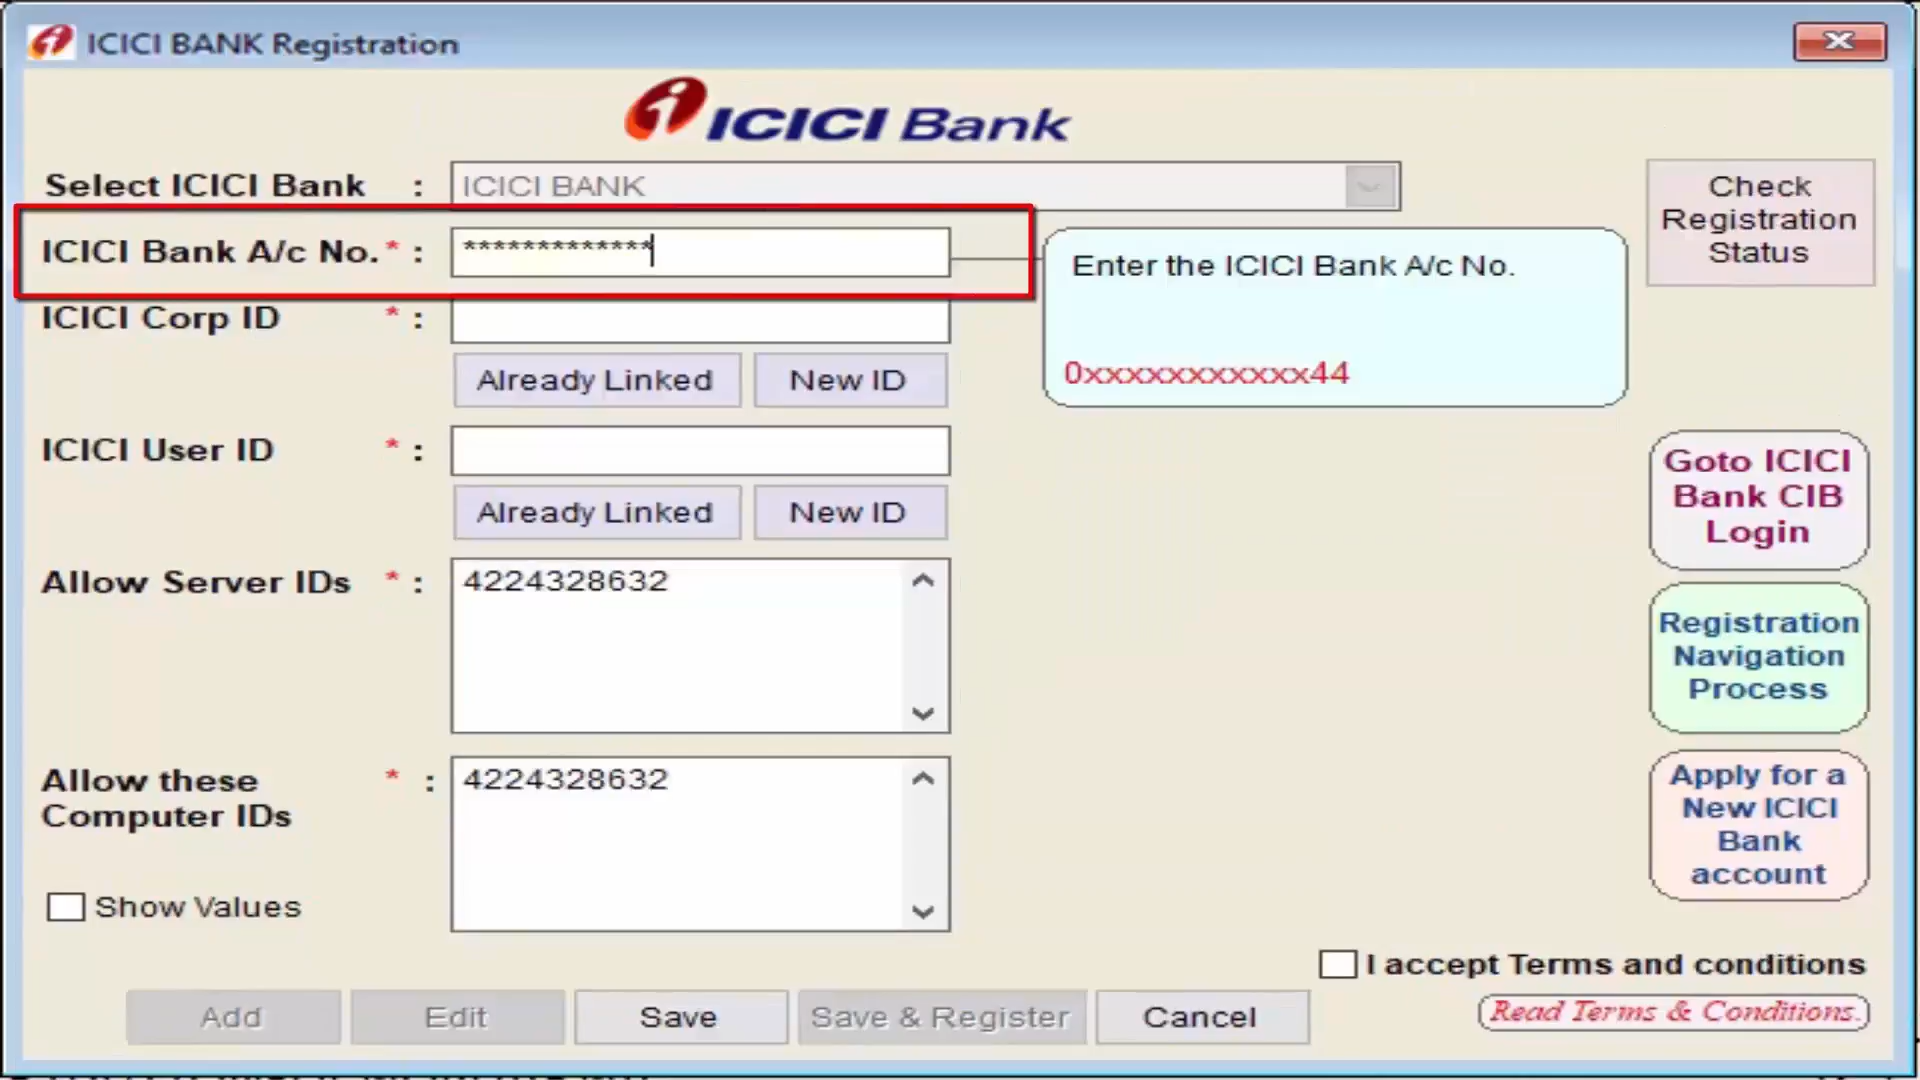 ICICI BANK Registration
ICICI Bank
Select ICICI Bank : ICICI BANK
Check
Registration
Status
ICICI Bank A/c No.* : *************
Enter the ICICI Bank A/c No.
0xxxxxxxxxxx44
ICICI Corp ID * :
Already Linked New ID
ICICI User ID * :
Already Linked New ID
Goto ICICI
Bank CIB
Login
Allow Server IDs * : 4224328632
Registration
Navigation
Process
Allow these * : 4224328632
Computer IDs
Apply for a
New ICICI
Bank
account
Show Values
I accept Terms and conditions
Read Terms & Conditions.
Add Edit Save Save & Register Cancel